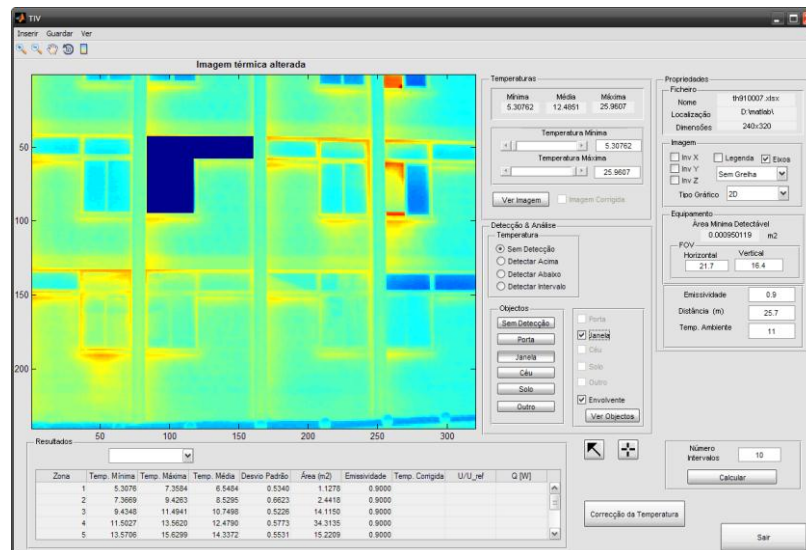 TIV
Inserir Guardar Ver
Imagem térmica alterada
50
100
150
200
50 100 150 200 250 300
Temperaturas
Mínima Média Máxima
5.30762 12.4851 25.9607
Temperatura Mínima
5.30762
Temperatura Máxima
25.9607
Ver Imagem Imagem Corrigida
Detecção & Análise
Temperatura
Sem Detecção
Detectar Acima
Detectar Abaixo
Detectar Intervalo
Objectos
Sem Detecção
Porta
Janela
Céu
Solo
Outro
Porta
Janela
Céu
Solo
Outro
Envolvente
Ver Objectos
Propriedades
Ficheiro
Nome th910007.xlsx
Localização D:\matlab\
Dimensões 240x320
Imagem
Inv X Legenda Eixos
Inv Y Sem Grelha
Inv Z
Tipo Gráfico 2D
Equipamento
Área Minima Detectável
0.000950119 m2
FOV
Horizontal Vertical
21.7 16.4
Emissividade 0.9
Distância (m) 25.7
Temp. Ambiente 11
Resultados
Zona Temp. Mínima Temp. Máxima Temp. Média Desvio Padrão Área (m2) Emissividade Temp. Corrigida U/U_ref Q [W]
1 5.3076 7.3584 6.5484 0.5340 1.1278 0.9000
2 7.3669 9.4263 8.5295 0.6623 2.4418 0.9000
3 9.4348 11.4941 10.7498 0.5226 14.1150 0.9000
4 11.5027 13.5620 12.4790 0.5773 34.3135 0.9000
5 13.5706 15.6299 14.3372 0.5531 15.2209 0.9000
Número Intervalos 10
Calcular
Correcção da Temperatura
Sair